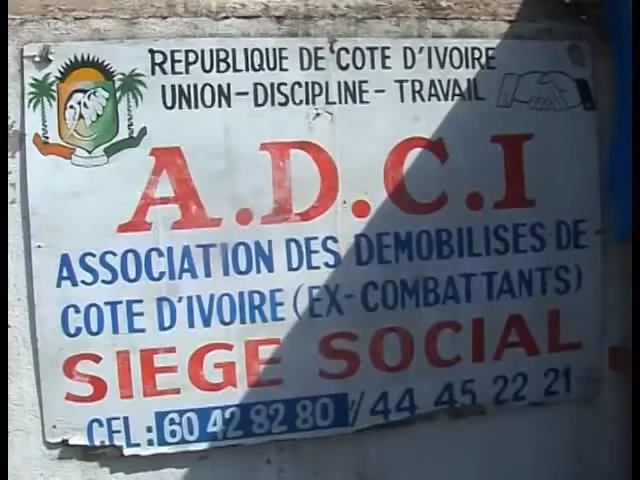 REPUBLIQUE DE COTE D'IVOIRE
UNION-DISCIPLINE-TRAVAIL
A.D.C.I
ASSOCIATION DES DEMOBILISES DE
COTE D'IVOIRE (EX-COMBATTANTS)
SIEGE SOCIAL
CEL: 60 42 82 80 / 44 45 22 21